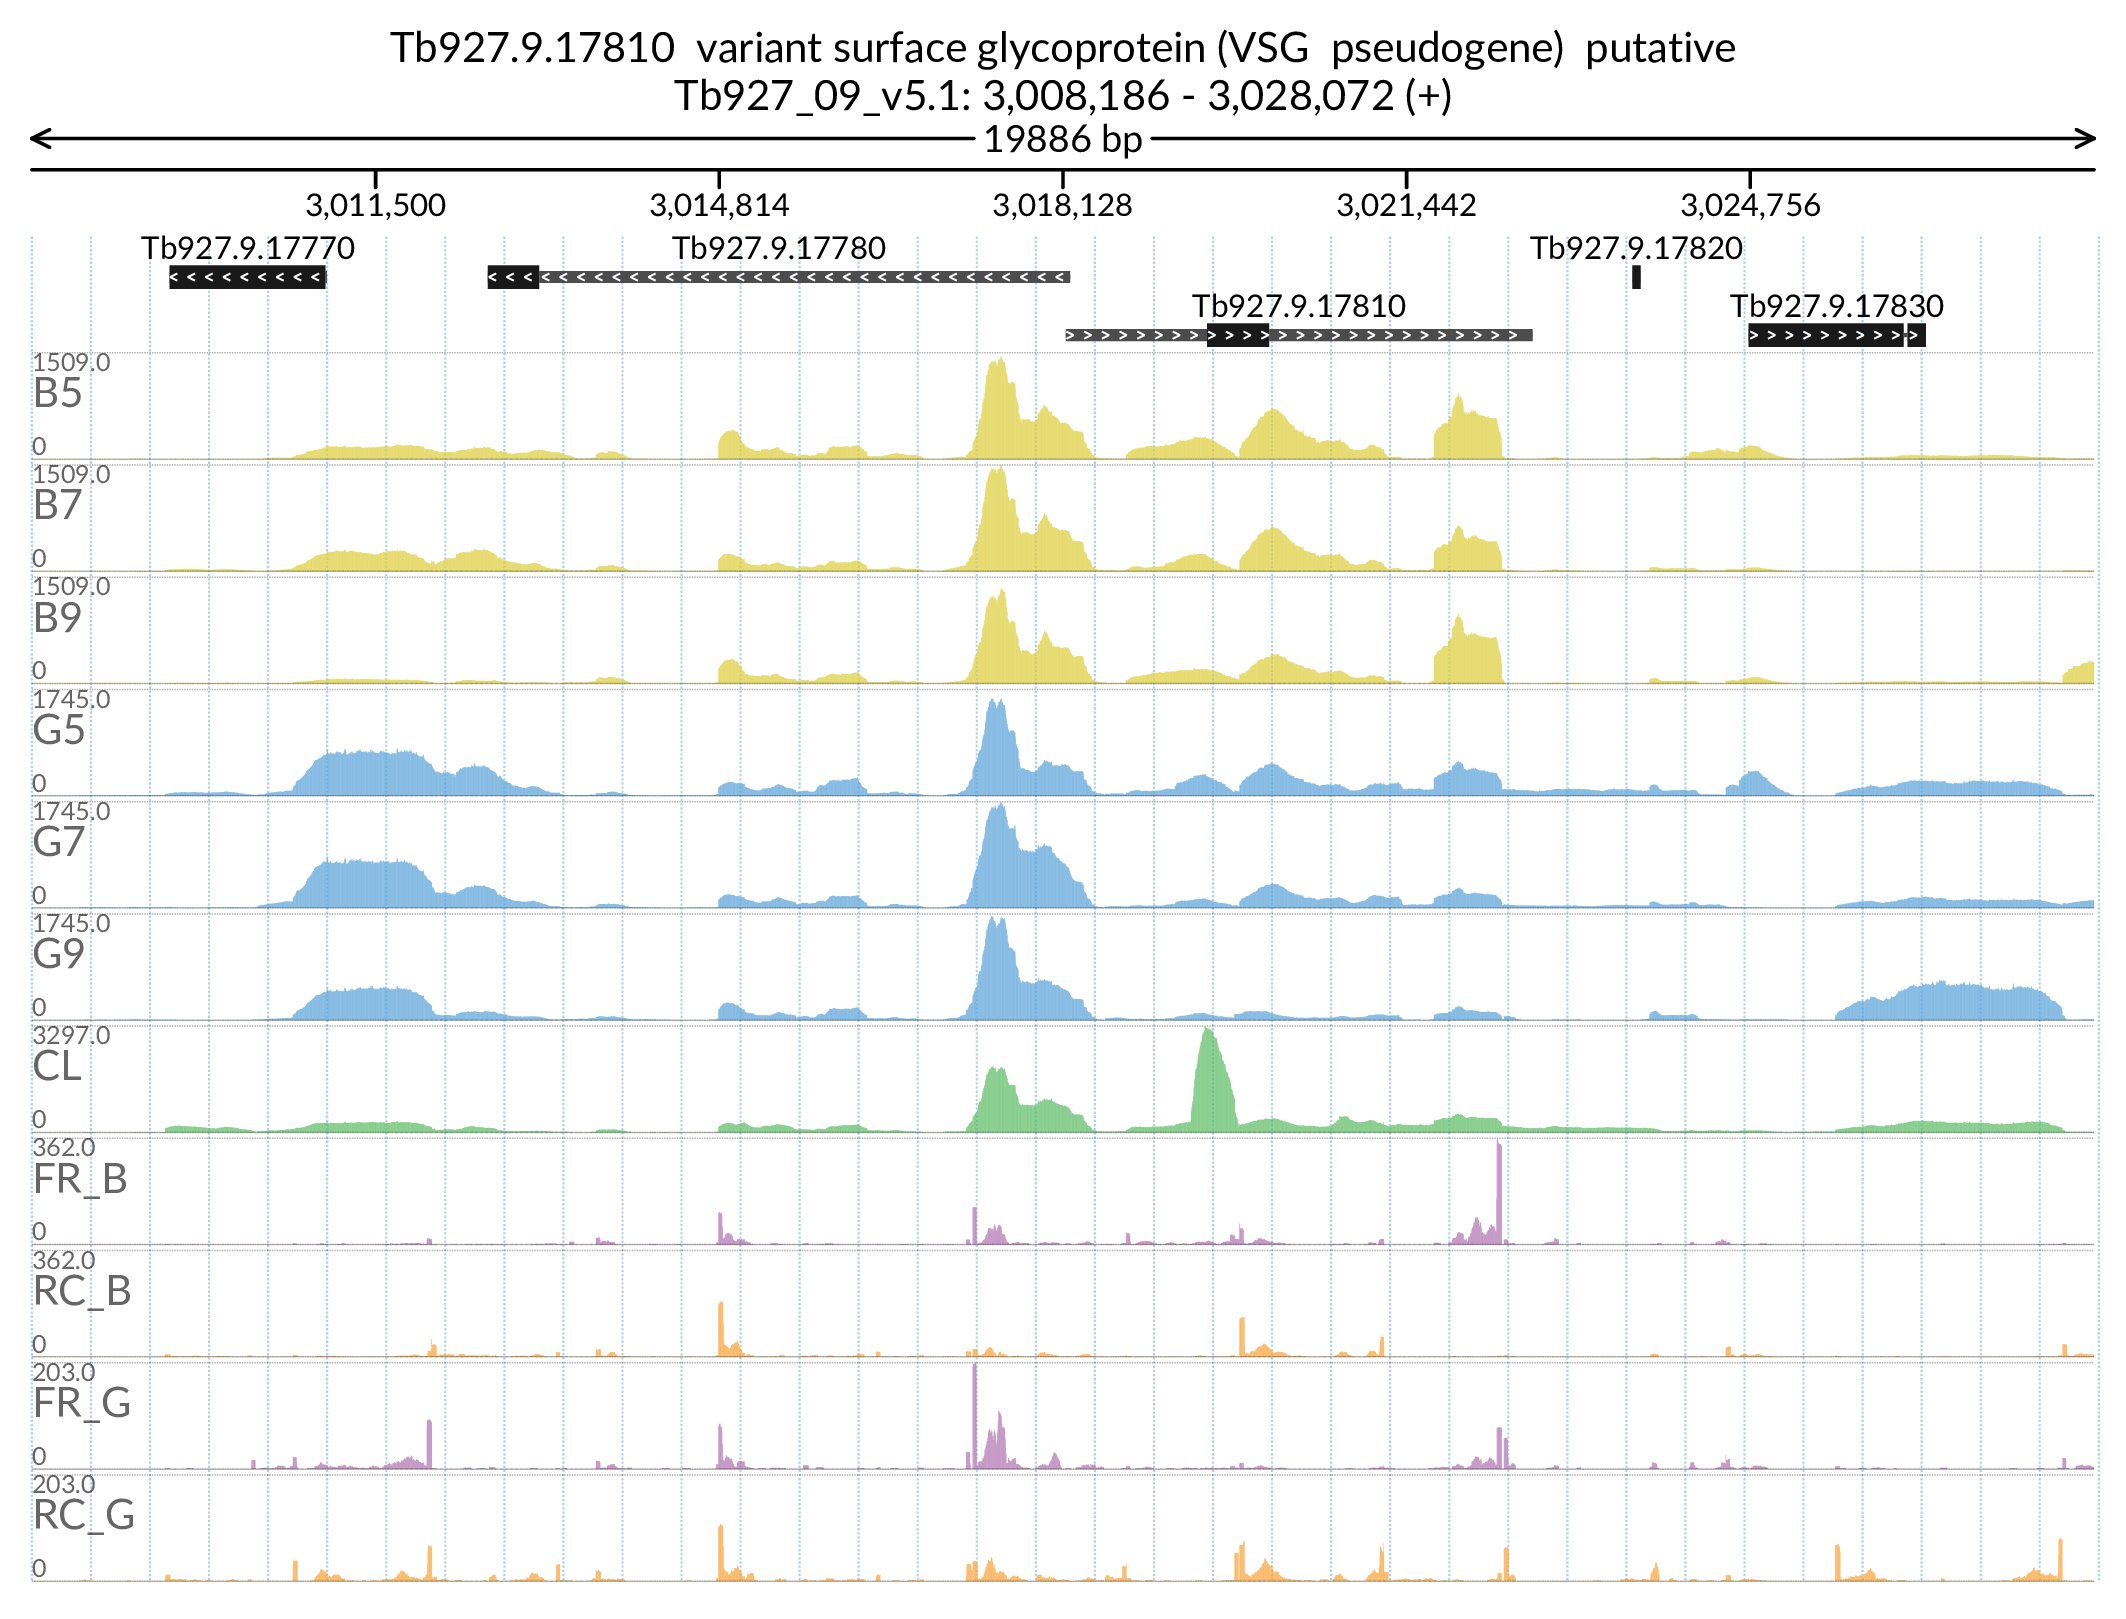 Tb927.9.17810 variant surface glycoprotein (VSG pseudogene) putative
Tb927_09_v5.1: 3,008,186 - 3,028,072 (+)
19886 bp
3,011,500 3,014,814 3,018,128 3,021,442 3,024,756
Tb927.9.17770 Tb927.9.17780 Tb927.9.17820
Tb927.9.17810 Tb927.9.17830
1509.0
B5
0
1509.0
B7
0
1509.0
B9
0
1745.0
G5
0
1745.0
G7
0
1745.0
G9
0
3297.0
CL
0
362.0
FR_B
0
362.0
RC_B
0
203.0
FR_G
0
203.0
RC_G
0